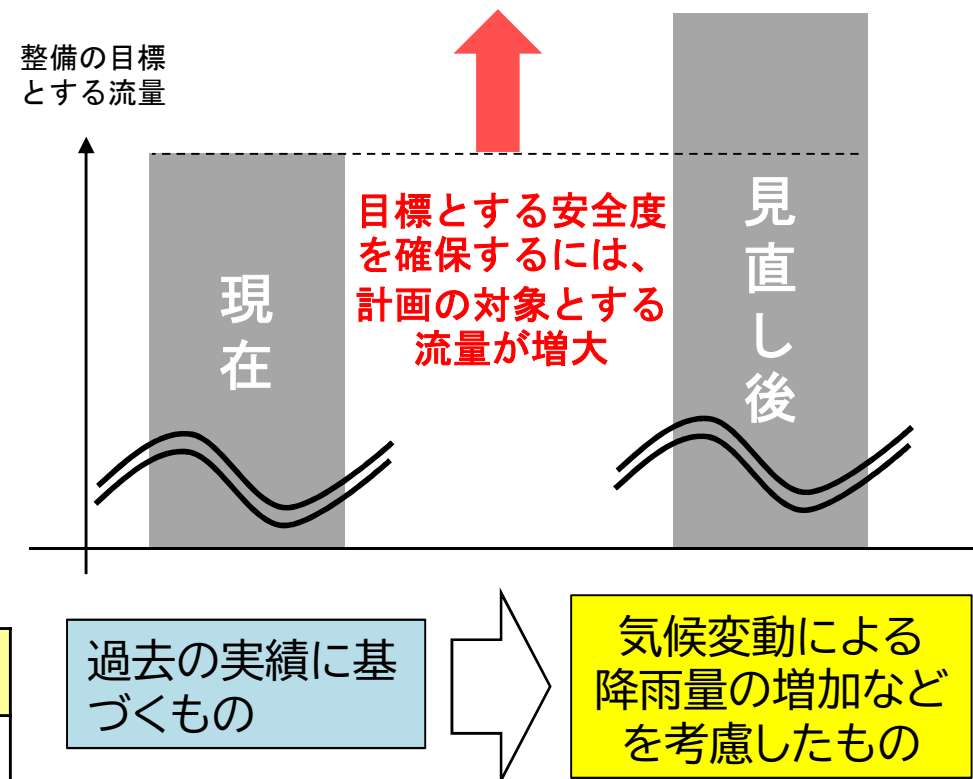 整備の目標
とする流量
目標とする安全度
を確保するには、
計画の対象とする
流量が増大
現在
見直し後
過去の実績に基
づくもの
気候変動による
降雨量の増加など
を考慮したもの